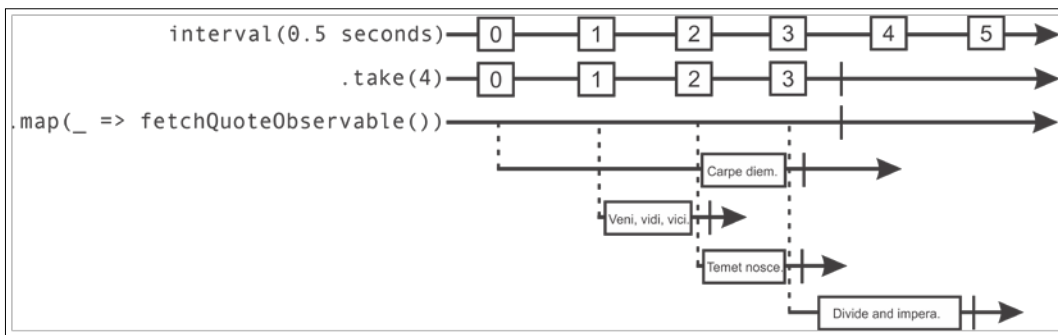 interval(0.5 seconds) 0 1 2 3 4 5
.take(4) 0 1 2 3
.map(_ => fetchQuoteObservable())
Carpe diem.
Veni, vidi, vici.
Temet nosce.
Divide and impera.